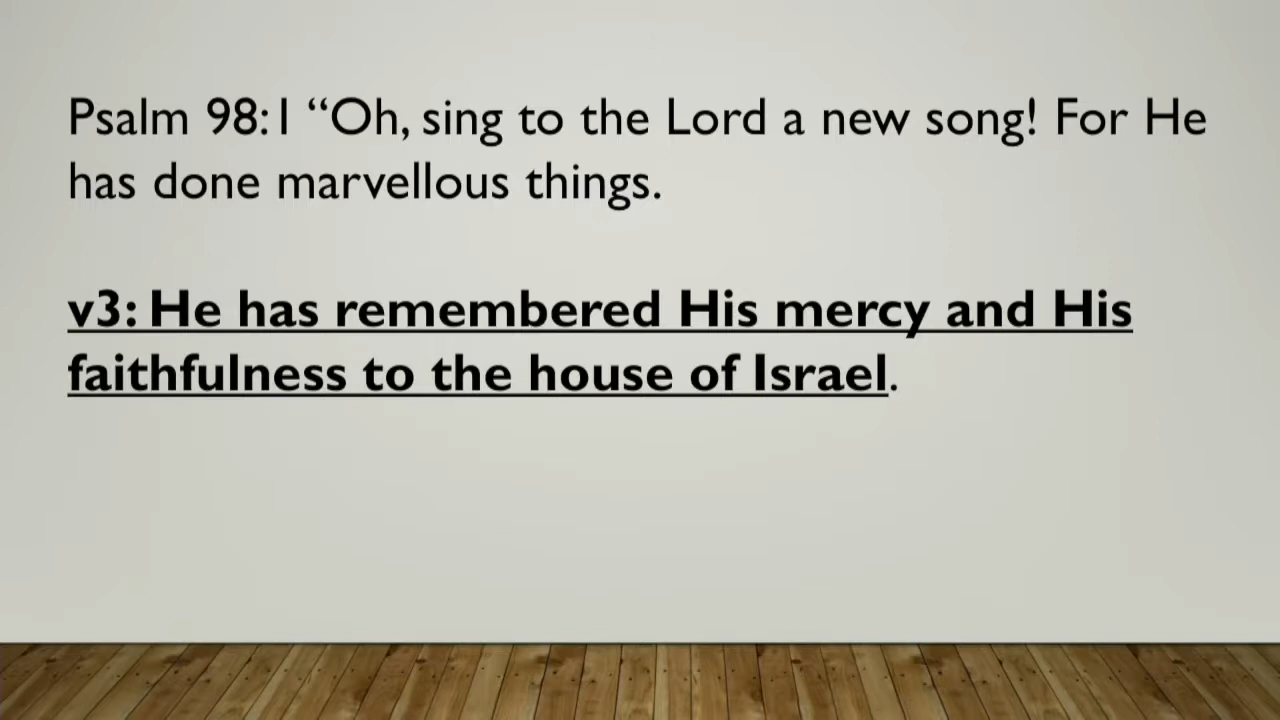 Psalm 98:1 “Oh, sing to the Lord a new song! For He
has done marvellous things.
v3: He has remembered His mercy and His
faithfulness to the house of Israel.